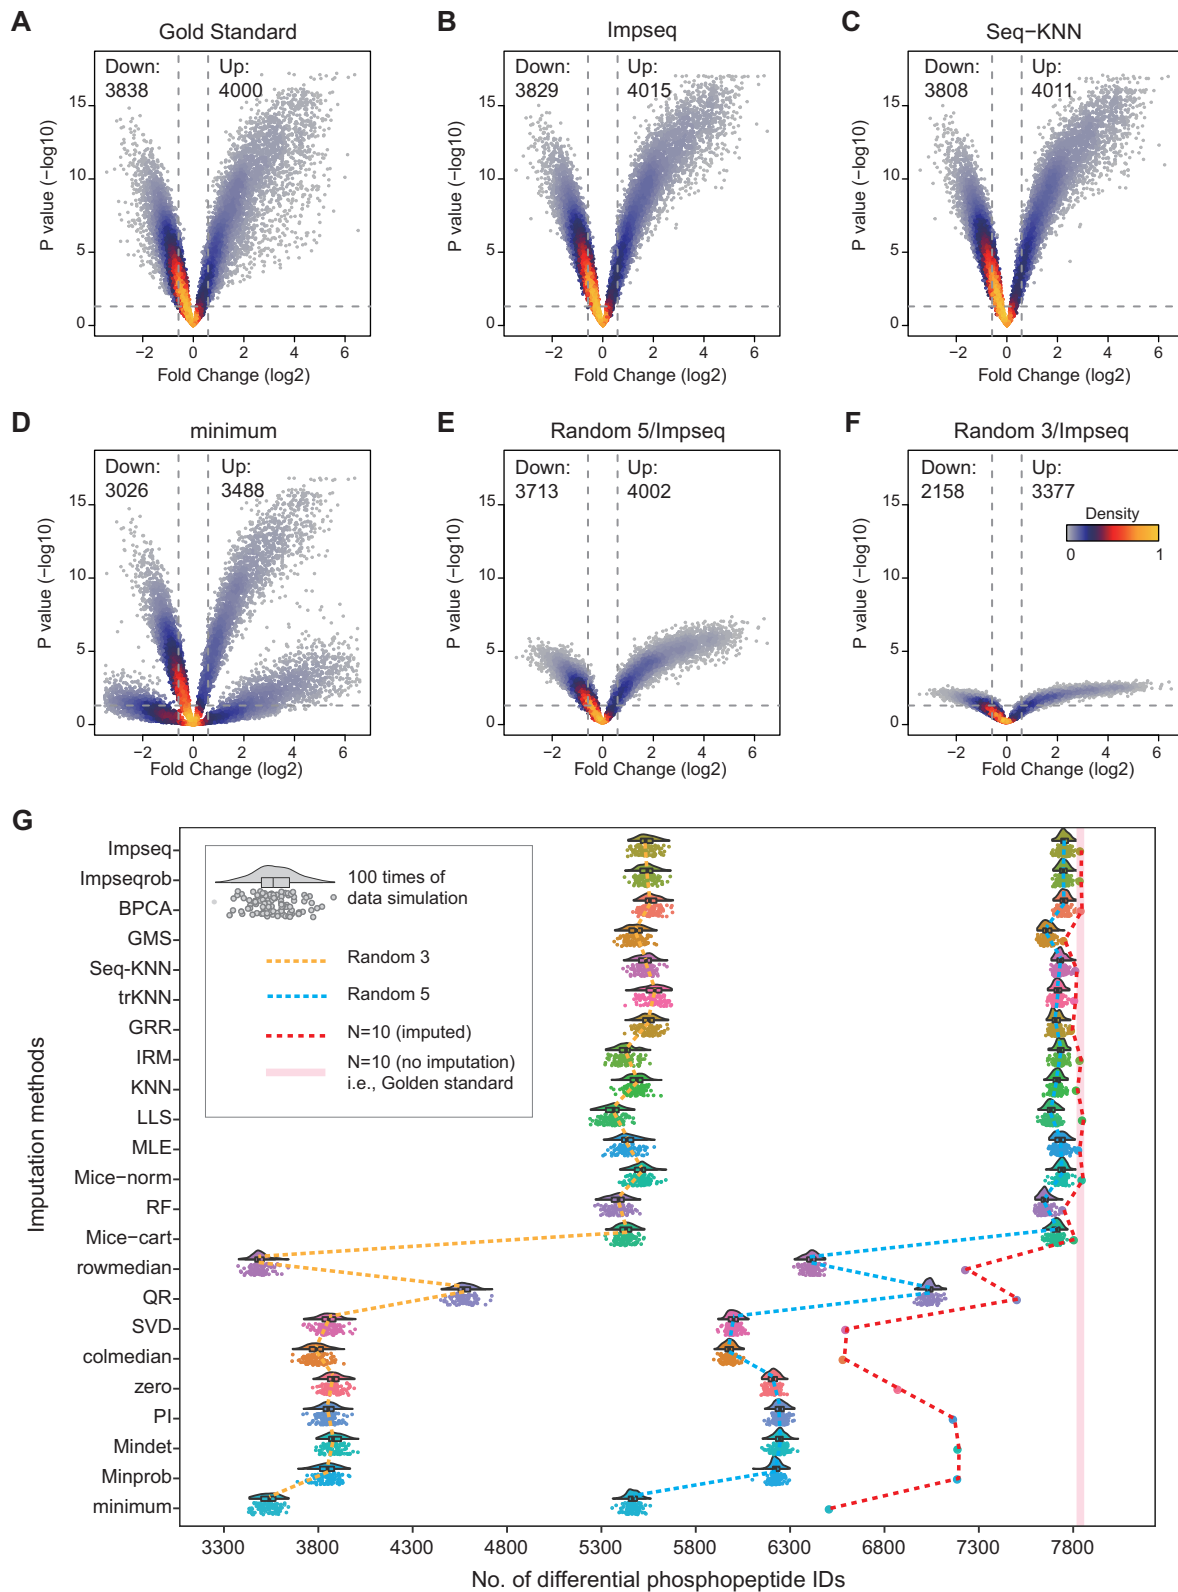 A
Gold Standard
Down:
3838
Up:
4000
P value (−log10)
15
10
5
0
−2
0
2
4
6
Fold Change (log2)
B
Impseq
Down:
3829
Up:
4015
P value (−log10)
15
10
5
0
−2
0
2
4
6
Fold Change (log2)
C
Seq−KNN
Down:
3808
Up:
4011
P value (−log10)
15
10
5
0
−2
0
2
4
6
Fold Change (log2)
D
minimum
Down:
3026
Up:
3488
P value (−log10)
15
10
5
0
−2
0
2
4
6
Fold Change (log2)
E
Random 5/Impseq
Down:
3713
Up:
4002
P value (−log10)
15
10
5
0
−2
0
2
4
6
Fold Change (log2)
F
Random 3/Impseq
Down:
2158
Up:
3377
Density
0
1
P value (−log10)
15
10
5
0
−2
0
2
4
6
Fold Change (log2)
G
Imputation methods
Impseq
Impseqrob
BPCA
GMS
Seq-KNN
trKNN
GRR
IRM
KNN
LLS
MLE
Mice−norm
RF
Mice−cart
rowmedian
QR
SVD
colmedian
zero
PI
Mindet
Minprob
minimum
100 times of
data simulation
Random 3
Random 5
N=10 (imputed)
N=10 (no imputation)
i.e., Golden standard
3300
3800
4300
4800
5300
5800
6300
6800
7300
7800
No. of differential phosphopeptide IDs